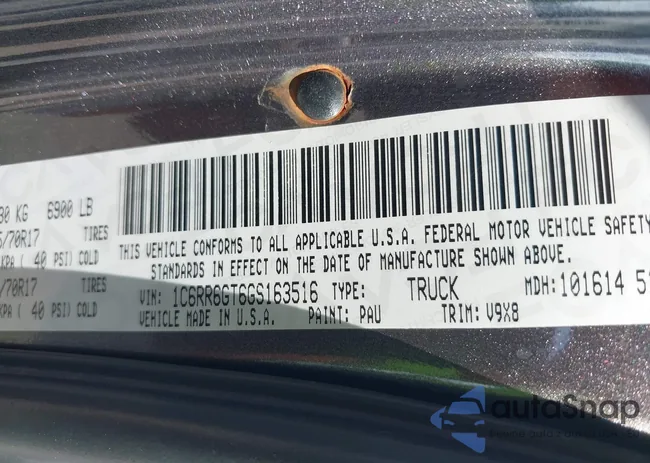 30 KG 6900 LB
/70R17 TIRES
KPA ( 40 PSI) COLD
/70R17 TIRES
KPA ( 40 PSI) COLD
THIS VEHICLE CONFORMS TO ALL APPLICABLE U.S.A. FEDERAL MOTOR VEHICLE SAFETY
STANDARDS IN EFFECT ON THE DATE OF MANUFACTURE SHOWN ABOVE.
VIN: 1C6RR6GT6GS163516 TYPE: TRUCK MDH: 101614 5
VEHICLE MADE IN U.S.A. PAINT: PAU TRIM: V9X8
autoSnap